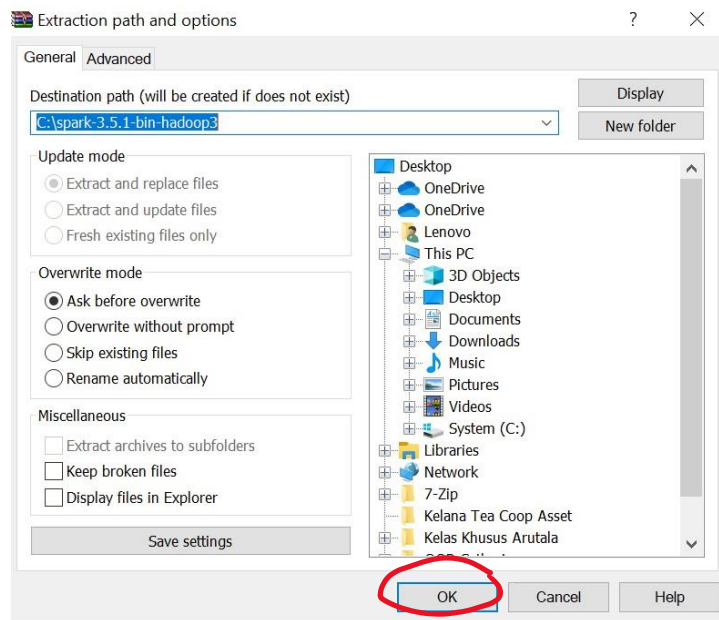 Extraction path and options
General Advanced
Destination path (will be created if does not exist)
Display
C:\spark-3.5.1-bin-hadoop3
New folder
Update mode
Extract and replace files
Extract and update files
Fresh existing files only
Overwrite mode
Ask before overwrite
Overwrite without prompt
Skip existing files
Rename automatically
Miscellaneous
Extract archives to subfolders
Keep broken files
Display files in Explorer
Save settings
Desktop
OneDrive
OneDrive
Lenovo
This PC
3D Objects
Desktop
Documents
Downloads
Music
Pictures
Videos
System (C:)
Libraries
Network
7-Zip
Kelana Tea Coop Asset
Kelas Khusus Arutala
OK Cancel Help